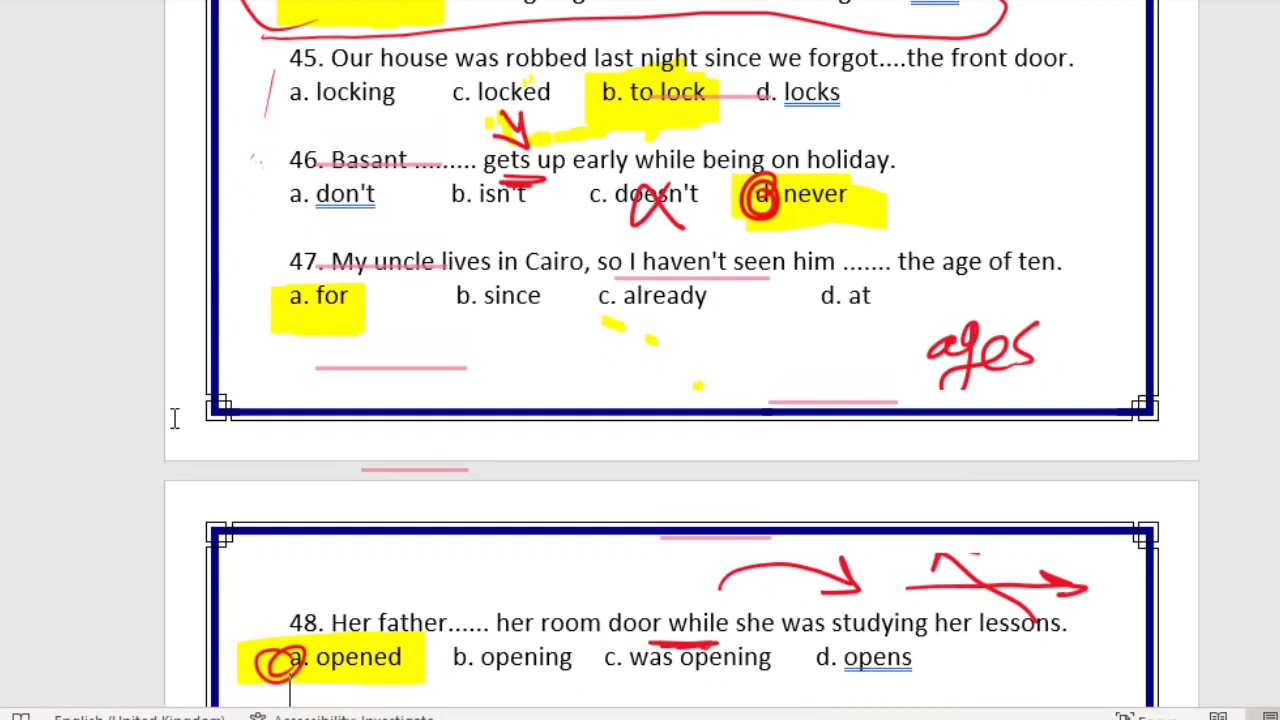 45. Our house was robbed last night since we forgot....the front door.
a. locking c. locked b. to lock d. locks
46. Basant ......... gets up early while being on holiday.
a. don't b. isn't c. doesn't d. never
47. My uncle lives in Cairo, so I haven't seen him ....... the age of ten.
a. for b. since c. already d. at
ages
48. Her father...... her room door while she was studying her lessons.
a. opened b. opening c. was opening d. opens